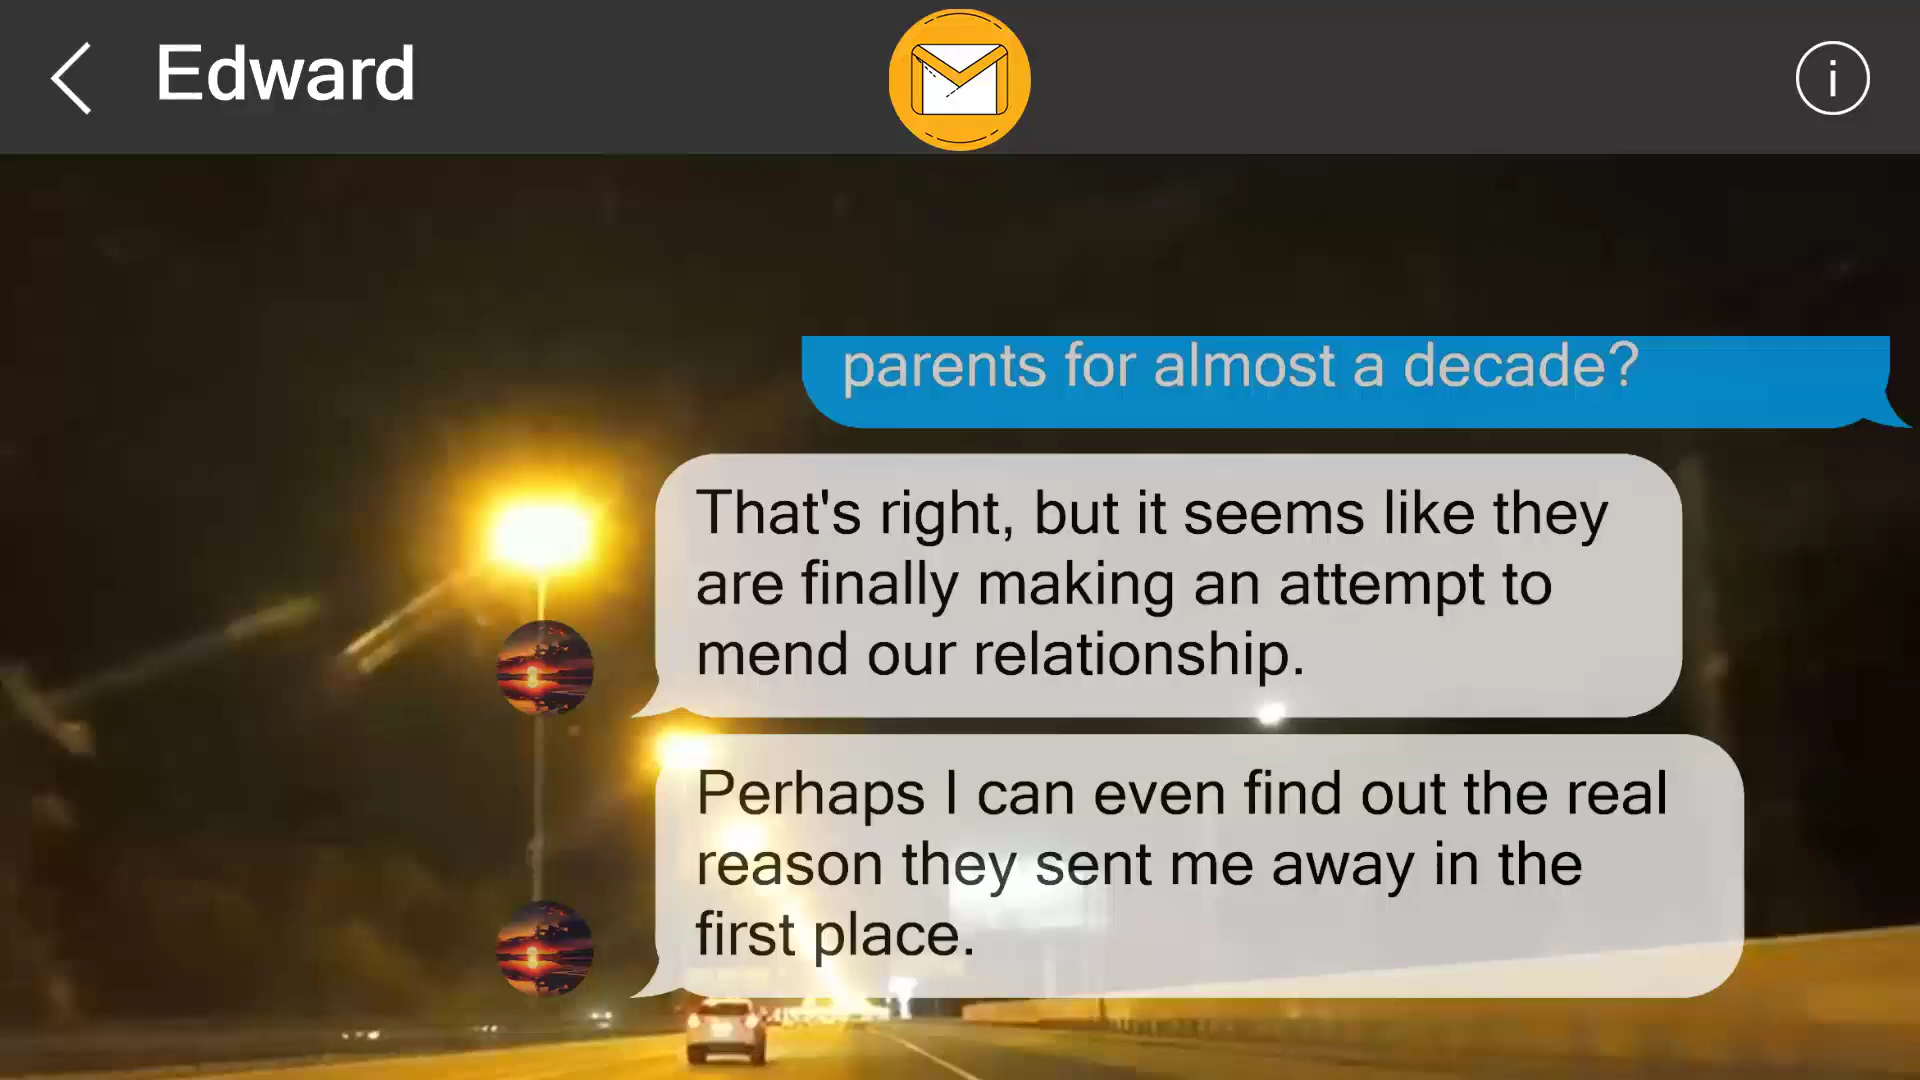 Edward
i
parents for almost a decade?
That's right, but it seems like they
are finally making an attempt to
mend our relationship.
Perhaps I can even find out the real
reason they sent me away in the
first place.